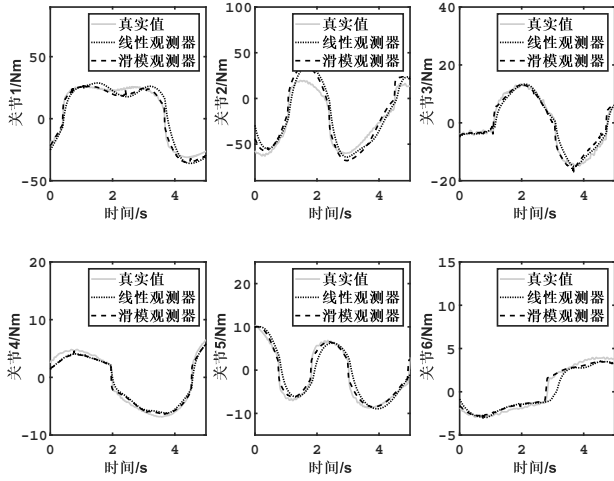 真实值
线性观测器
滑模观测器
关节1/Nm
50
0
-50
0 2 4
时间/s
真实值
线性观测器
滑模观测器
关节2/Nm
100
50
0
-50
0 2 4
时间/s
真实值
线性观测器
滑模观测器
关节3/Nm
40
20
0
-20
0 2 4
时间/s
真实值
线性观测器
滑模观测器
关节4/Nm
20
10
0
-10
0 2 4
时间/s
真实值
线性观测器
滑模观测器
关节5/Nm
25
20
10
0
-10
0 2 4
时间/s
真实值
线性观测器
滑模观测器
关节6/Nm
15
10
5
0
-5
0 2 4
时间/s